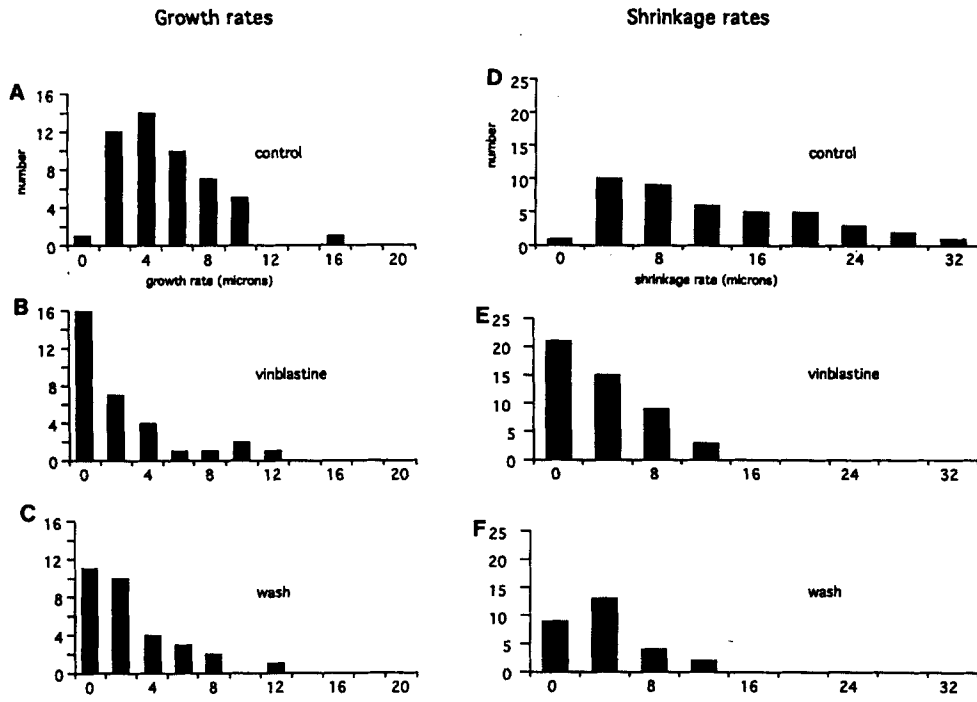 Growth rates
Shrinkage rates
A
16
12
8
4
0
number
control
0 4 8 12 16 20
growth rate (microns)
D
25
20
15
10
5
0
number
control
0 8 16 24 32
shrinkage rate (microns)
B
16
12
8
4
0
vinblastine
0 4 8 12 16 20
E
25
20
15
10
5
0
vinblastine
0 8 16 24 32
C
16
12
8
4
0
wash
0 4 8 12 16 20
F
25
20
15
10
5
0
wash
0 8 16 24 32